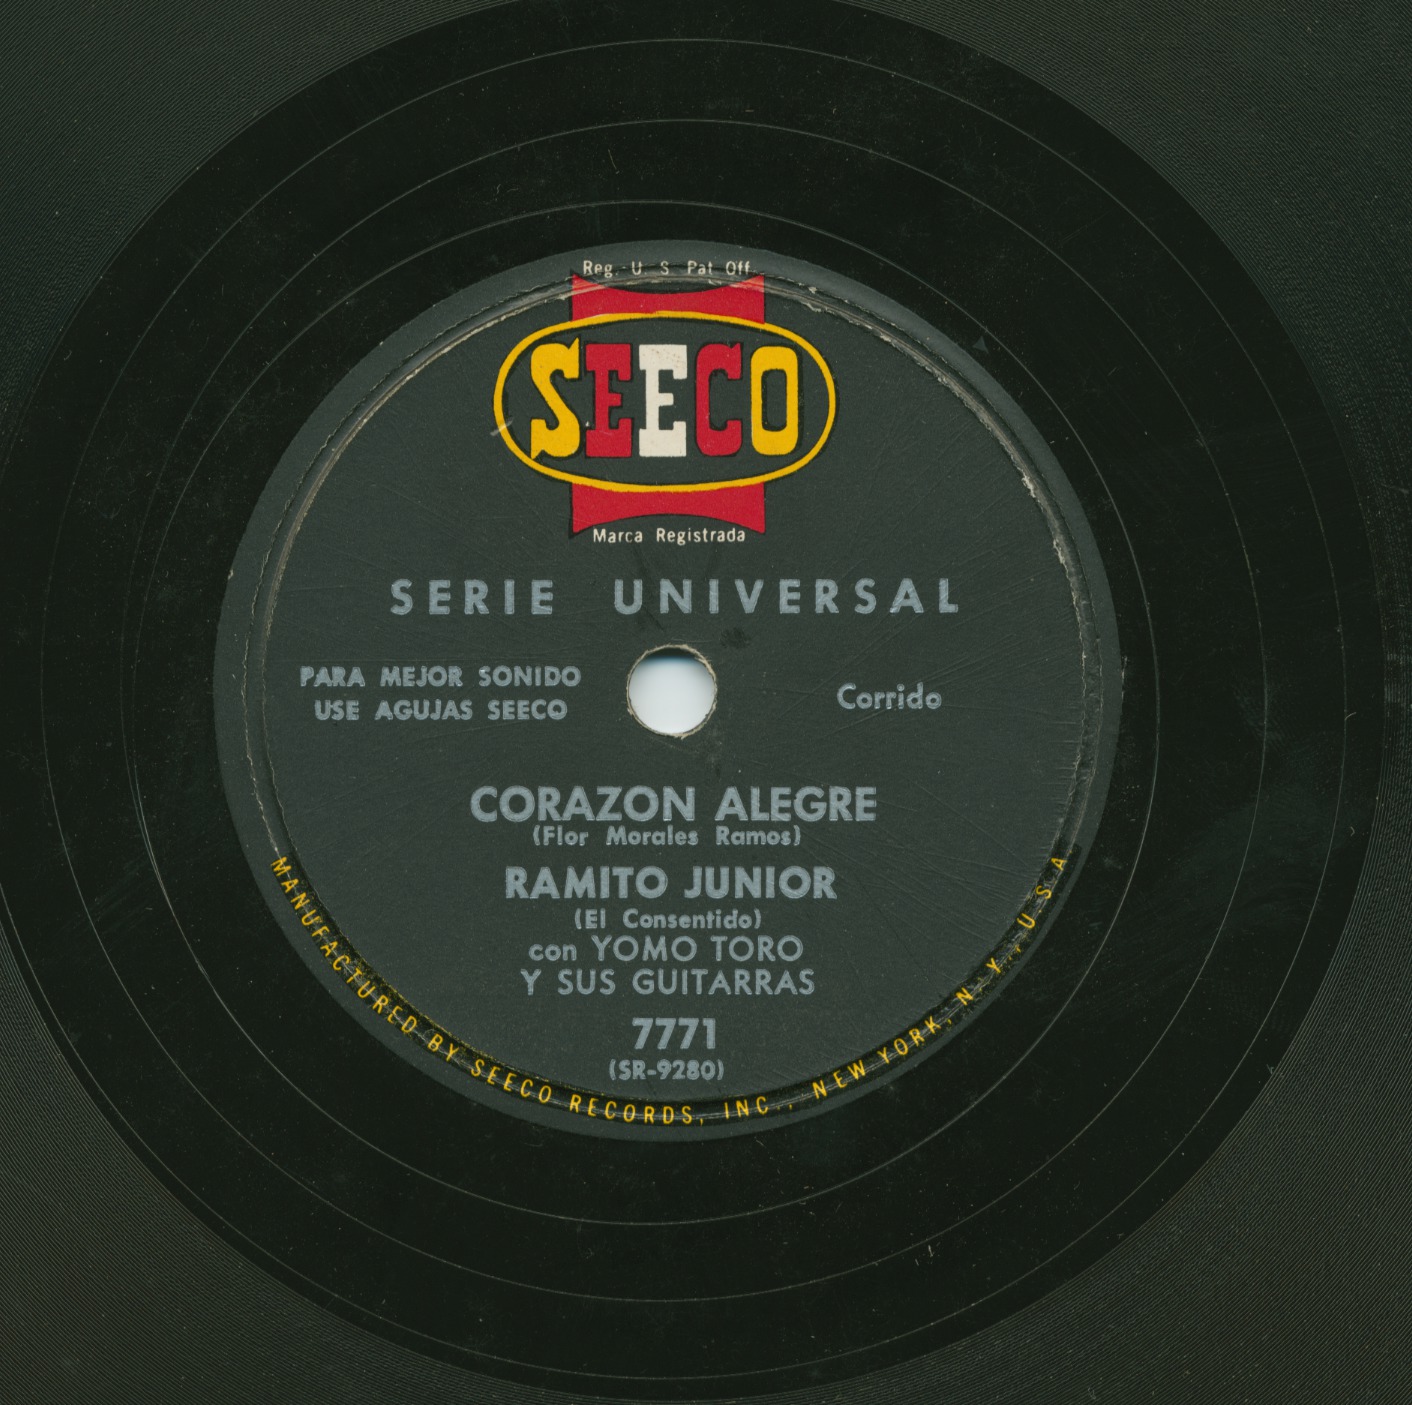 Reg. U S Pat Off.
SEECO
Marca Registrada
SERIE UNIVERSAL
PARA MEJOR SONIDO
USE AGUJAS SEECO
Corrido
CORAZON ALEGRE
(Flor Morales Ramos)
RAMITO JUNIOR
(El Consentido)
con YOMO TORO
Y SUS GUITARRAS
7771
(SR-9280)
MANUFACTURED BY SEECO RECORDS, INC., NEW YORK, N. Y., U S A